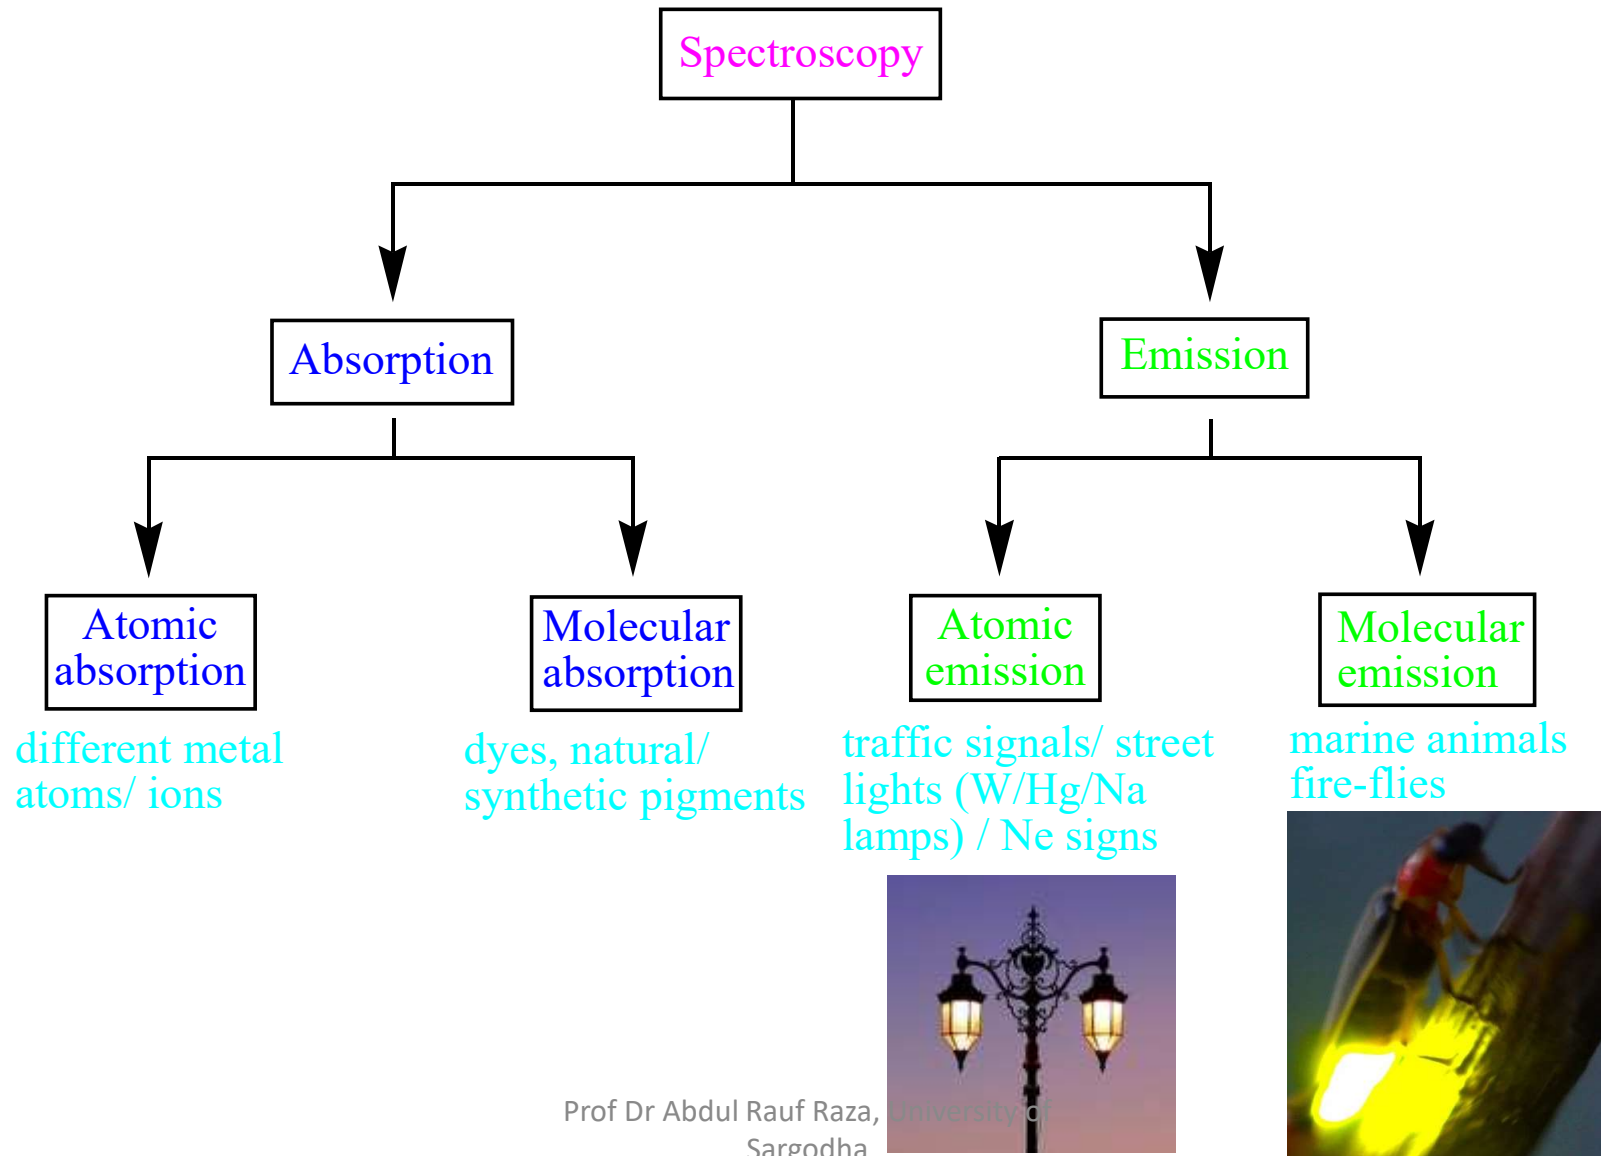 Spectroscopy
Absorption
Emission
Atomic
absorption
Molecular
absorption
Atomic
emission
Molecular
emission
different metal
atoms/ ions
dyes, natural/
synthetic pigments
traffic signals/ street
lights (W/Hg/Na
lamps) / Ne signs
marine animals
fire-flies
Prof Dr Abdul Rauf Raza, University of
Sargodha